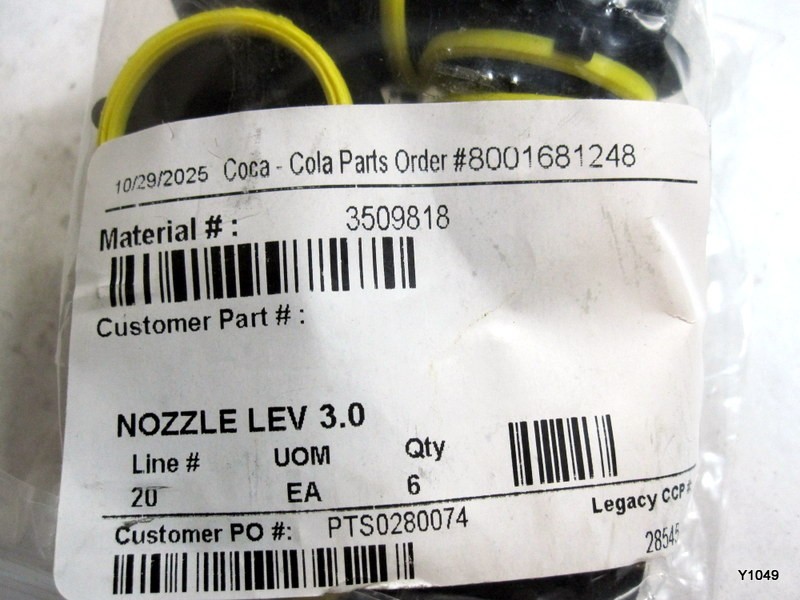 10/29/2025 Coca - Cola Parts Order #8001681248
Material # : 3509818
Customer Part # :
NOZZLE LEV 3.0
Line # UOM Qty
20 EA 6
Customer PO #: PTS0280074
Legacy CCP #
28545
Y1049